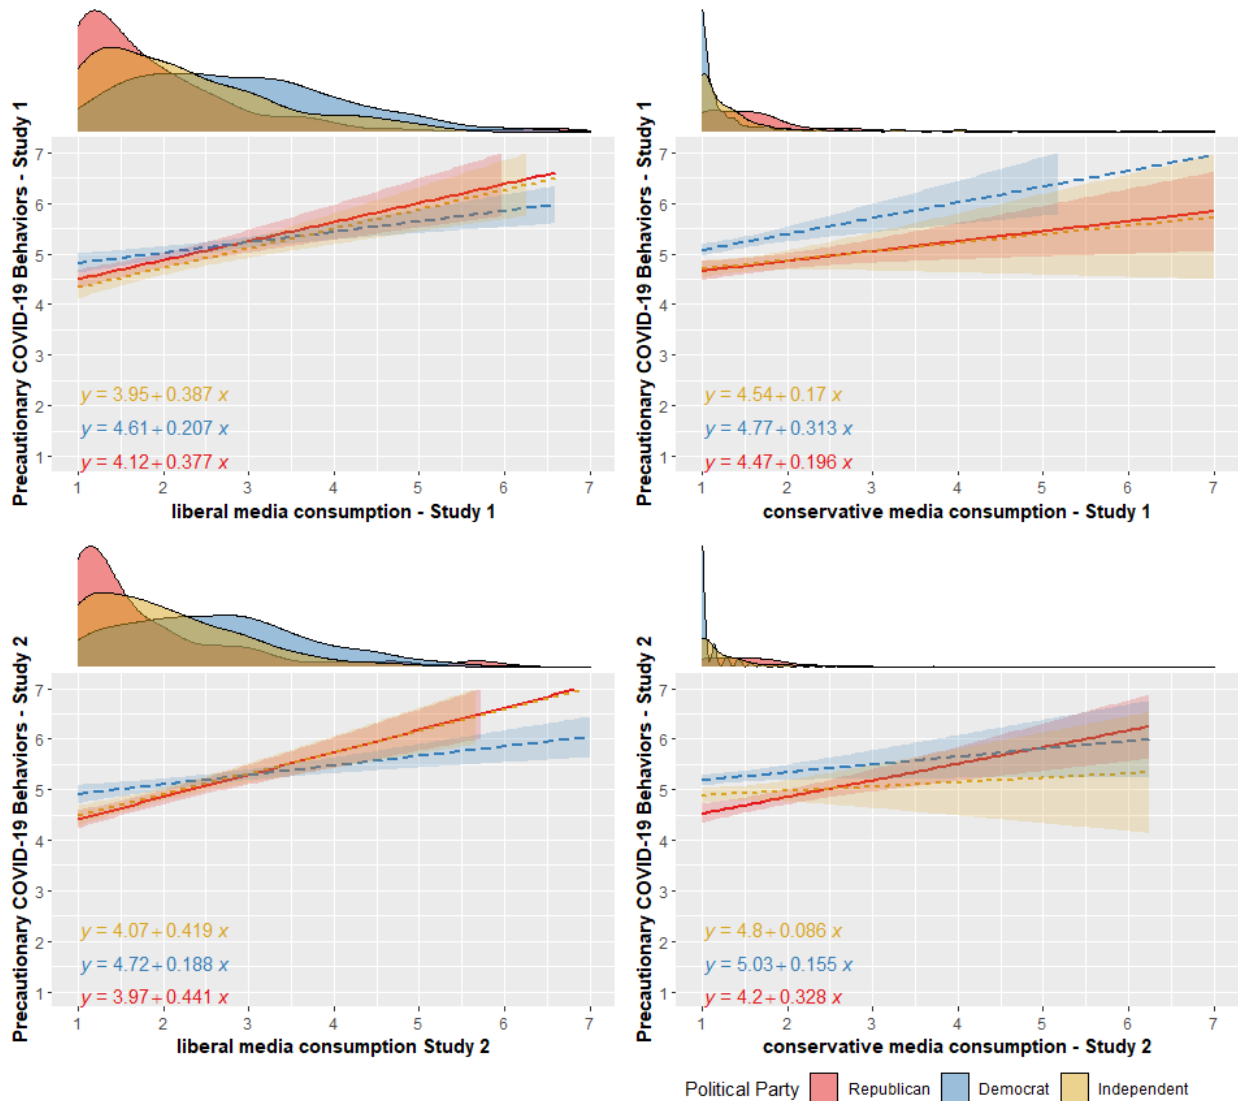 Precautionary COVID-19 Behaviors - Study 1
7
6
5
4
3
2
1
y = 3.95 + 0.387 x
y = 4.61 + 0.207 x
y = 4.12 + 0.377 x
1 2 3 4 5 6 7
liberal media consumption - Study 1
Precautionary COVID-19 Behaviors - Study 1
7
6
5
4
3
2
1
y = 4.54 + 0.17 x
y = 4.77 + 0.313 x
y = 4.47 + 0.196 x
1 2 3 4 5 6 7
conservative media consumption - Study 1
Precautionary COVID-19 Behaviors - Study 2
7
6
5
4
3
2
1
y = 4.07 + 0.419 x
y = 4.72 + 0.188 x
y = 3.97 + 0.441 x
1 2 3 4 5 6 7
liberal media consumption Study 2
Precautionary COVID-19 Behaviors - Study 2
7
6
5
4
3
2
1
y = 4.8 + 0.086 x
y = 5.03 + 0.155 x
y = 4.2 + 0.328 x
1 2 3 4 5 6 7
conservative media consumption - Study 2
Political Party Republican Democrat Independent